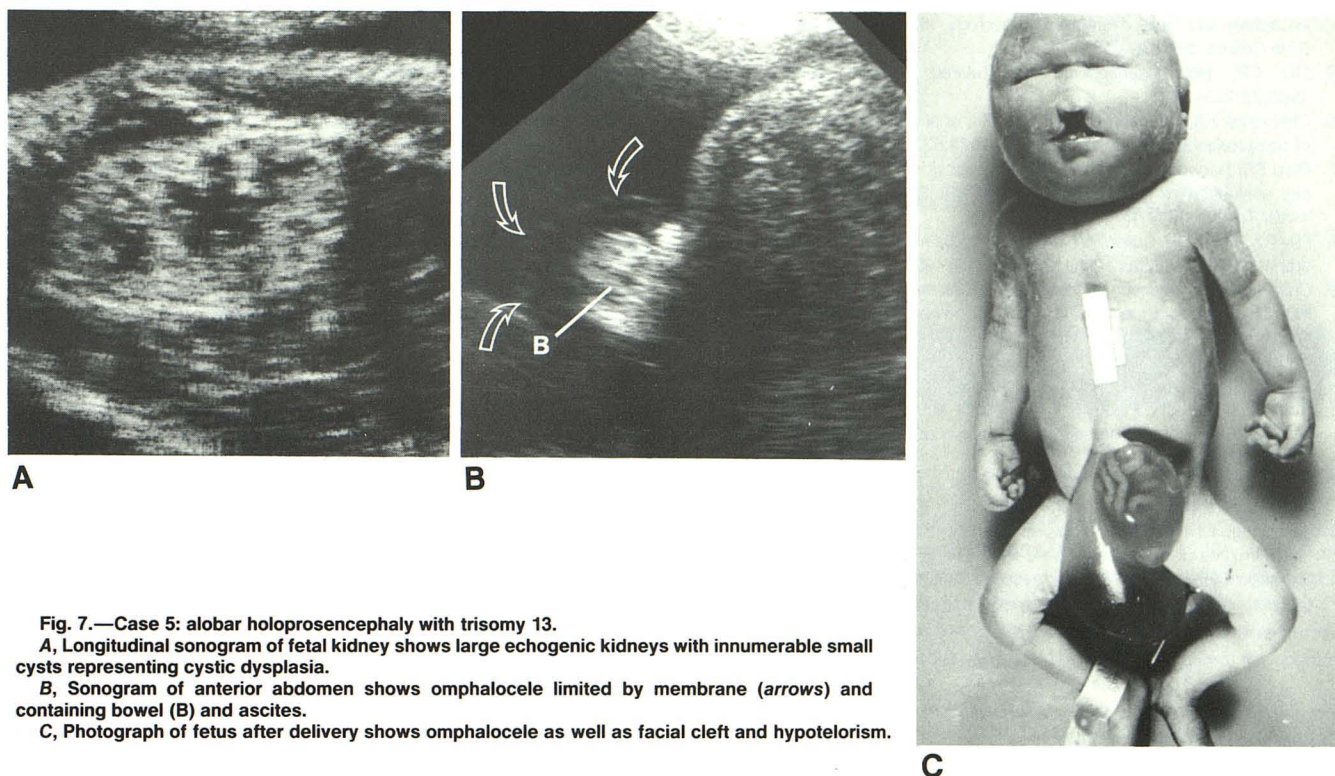 A
B
B
C
Fig. 7.—Case 5: alobar holoprosencephaly with trisomy 13.
A, Longitudinal sonogram of fetal kidney shows large echogenic kidneys with innumerable small
cysts representing cystic dysplasia.
B, Sonogram of anterior abdomen shows omphalocele limited by membrane (arrows) and
containing bowel (B) and ascites.
C, Photograph of fetus after delivery shows omphalocele as well as facial cleft and hypotelorism.